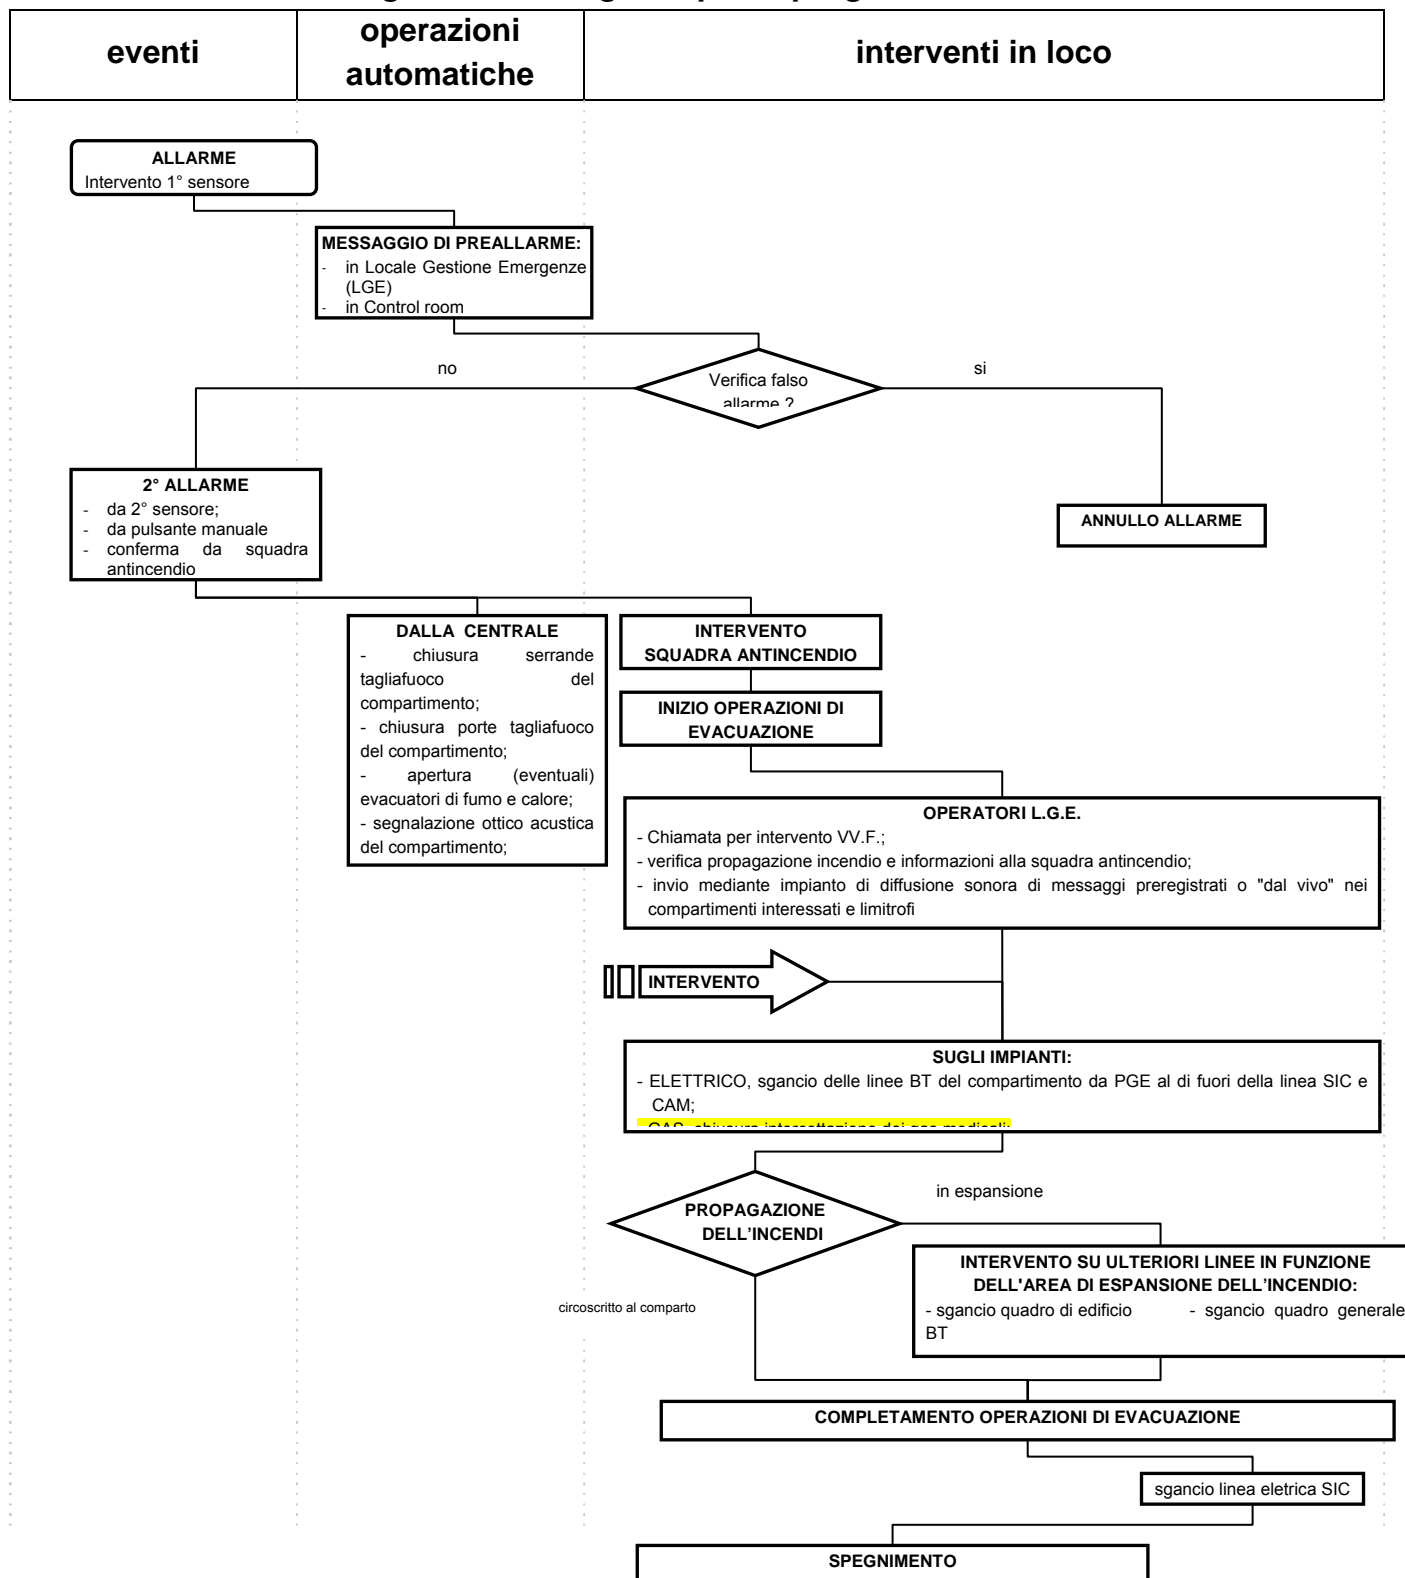 eventi
operazioni
automatiche
interventi in loco
ALLARME
Intervento 1° sensore
MESSAGGIO DI PREALLARME:
- in Locale Gestione Emergenze
(LGE)
- in Control room
no
Verifica falso
allarme ?
si
2° ALLARME
- da 2° sensore;
- da pulsante manuale
- conferma da squadra
antincendio
ANNULLO ALLARME
DALLA CENTRALE
- chiusura serrande
tagliafuoco del
compartimento;
- chiusura porte tagliafuoco
del compartimento;
- apertura (eventuali)
evacuatori di fumo e calore;
- segnalazione ottico acustica
del compartimento;
INTERVENTO
SQUADRA ANTINCENDIO
INIZIO OPERAZIONI DI
EVACUAZIONE
OPERATORI L.G.E.
- Chiamata per intervento VV.F.;
- verifica propagazione incendio e informazioni alla squadra antincendio;
- invio mediante impianto di diffusione sonora di messaggi preregistrati o "dal vivo" nei
compartimenti interessati e limitrofi
INTERVENTO
SUGLI IMPIANTI:
- ELETTRICO, sgancio delle linee BT del compartimento da PGE al di fuori della linea SIC e
CAM;
- GAS, chiusura intercettazione dei gas medicali;
PROPAGAZIONE
DELL'INCENDI
in espansione
circoscritto al comparto
INTERVENTO SU ULTERIORI LINEE IN FUNZIONE
DELL'AREA DI ESPANSIONE DELL'INCENDIO:
- sgancio quadro di edificio - sgancio quadro generale
BT
COMPLETAMENTO OPERAZIONI DI EVACUAZIONE
sgancio linea eletrica SIC
SPEGNIMENTO